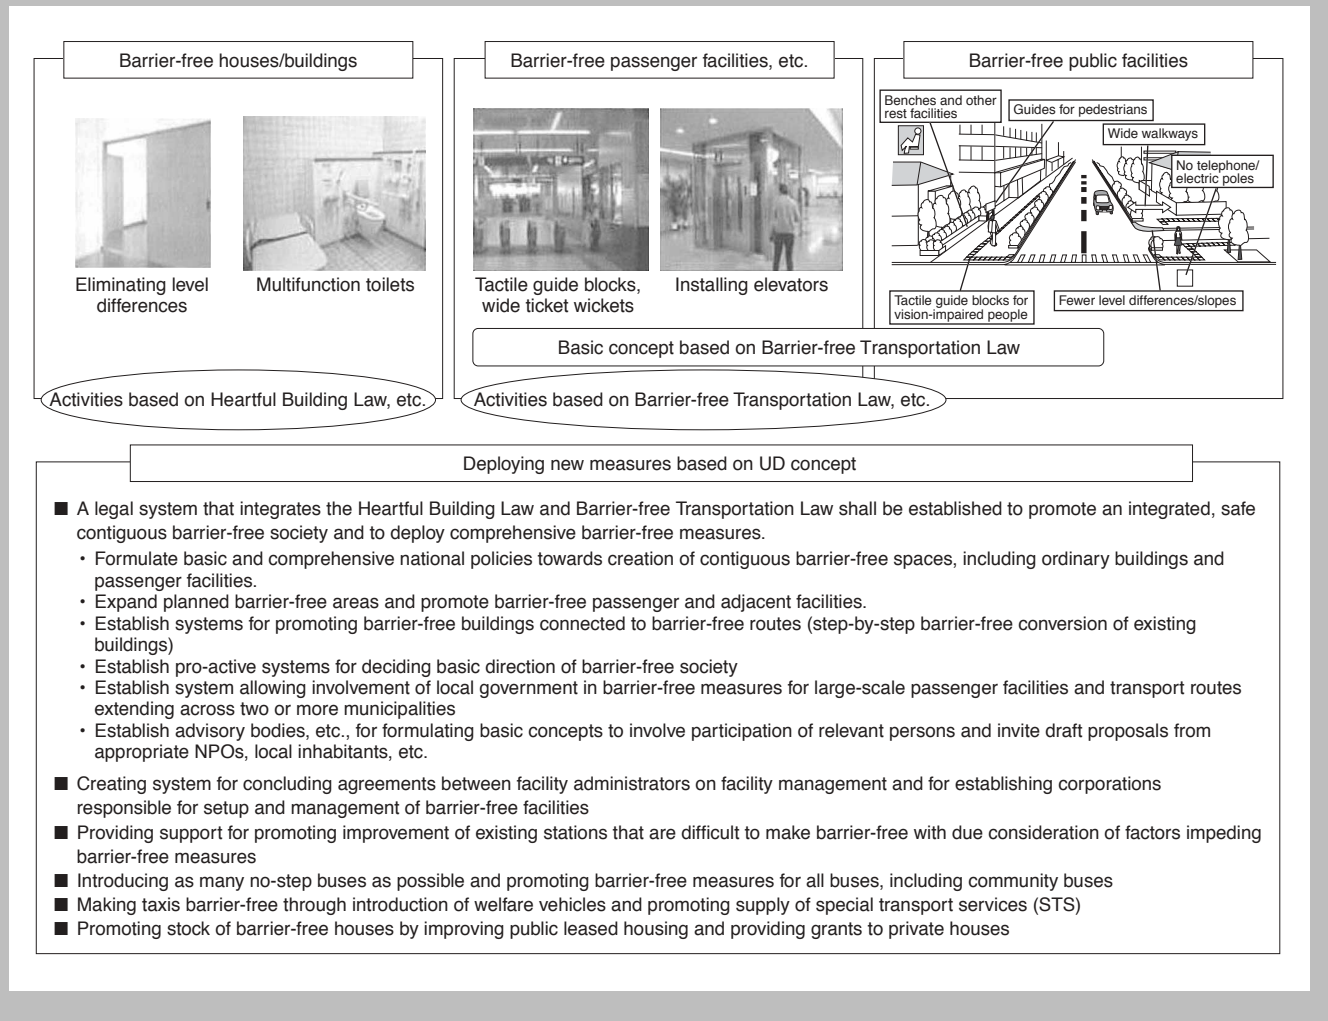 Barrier-free houses/buildings
Eliminating level
differences
Multifunction toilets
Activities based on Heartful Building Law, etc.
Barrier-free passenger facilities, etc.
Tactile guide blocks,
wide ticket wickets
Installing elevators
Barrier-free public facilities
Benches and other
rest facilities
Guides for pedestrians
Wide walkways
No telephone/
electric poles
Tactile guide blocks for
vision-impaired people
Fewer level differences/slopes
Basic concept based on Barrier-free Transportation Law
Activities based on Barrier-free Transportation Law, etc.
Deploying new measures based on UD concept
■ A legal system that integrates the Heartful Building Law and Barrier-free Transportation Law shall be established to promote an integrated, safe
contiguous barrier-free society and to deploy comprehensive barrier-free measures.
・Formulate basic and comprehensive national policies towards creation of contiguous barrier-free spaces, including ordinary buildings and
passenger facilities.
・Expand planned barrier-free areas and promote barrier-free passenger and adjacent facilities.
・Establish systems for promoting barrier-free buildings connected to barrier-free routes (step-by-step barrier-free conversion of existing
buildings)
・Establish pro-active systems for deciding basic direction of barrier-free society
・Establish system allowing involvement of local government in barrier-free measures for large-scale passenger facilities and transport routes
extending across two or more municipalities
・Establish advisory bodies, etc., for formulating basic concepts to involve participation of relevant persons and invite draft proposals from
appropriate NPOs, local inhabitants, etc.
■ Creating system for concluding agreements between facility administrators on facility management and for establishing corporations
responsible for setup and management of barrier-free facilities
■ Providing support for promoting improvement of existing stations that are difficult to make barrier-free with due consideration of factors impeding
barrier-free measures
■ Introducing as many no-step buses as possible and promoting barrier-free measures for all buses, including community buses
■ Making taxis barrier-free through introduction of welfare vehicles and promoting supply of special transport services (STS)
■ Promoting stock of barrier-free houses by improving public leased housing and providing grants to private houses